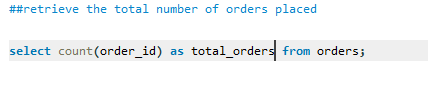 ##retrieve the total number of orders placed
select count(order_id) as total_orders from orders;